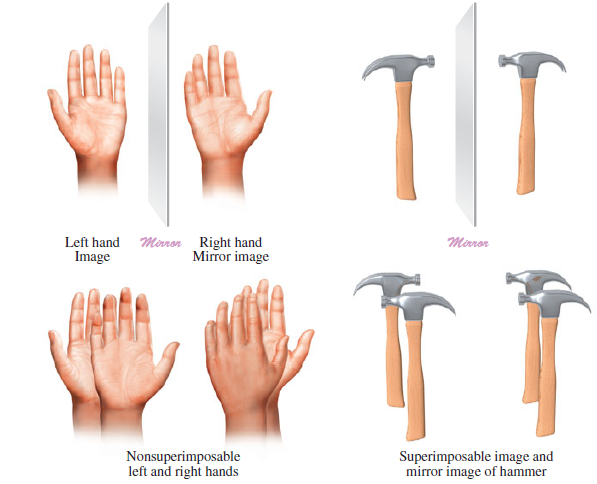 Left hand
Image
Mirror
Right hand
Mirror image
Mirror
Nonsuperimposable
left and right hands
Superimposable image and
mirror image of hammer